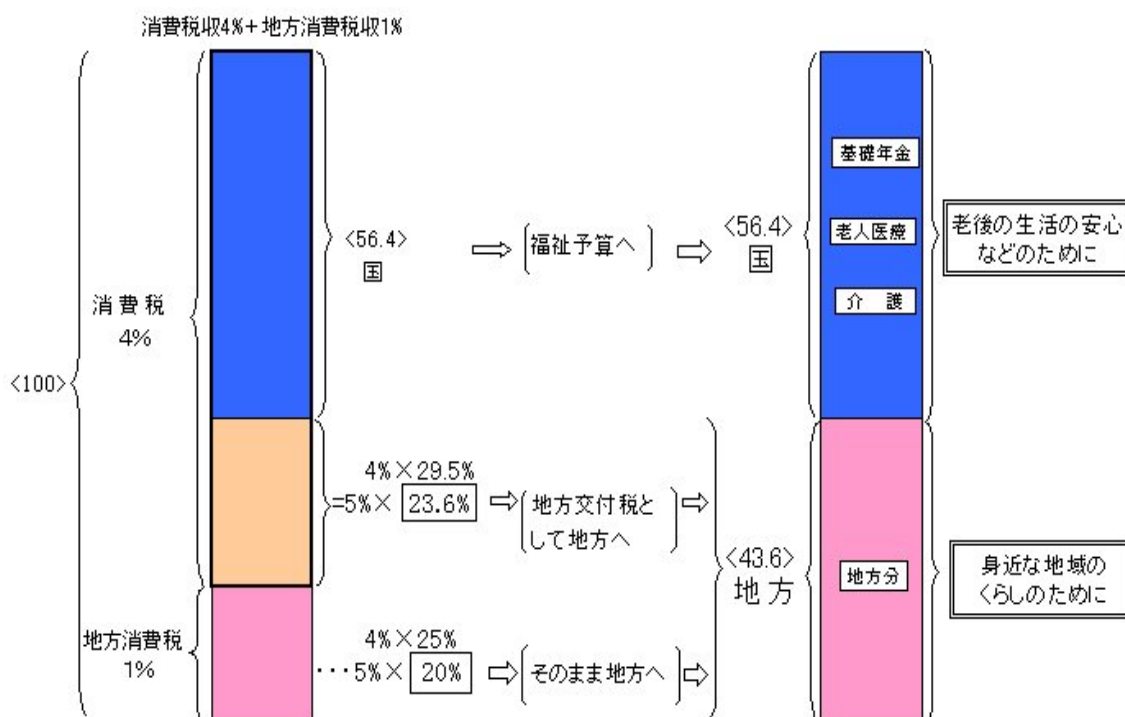 消費税収4%+地方消費税収1%
<100>
消費税
4%
地方消費税
1%
<56.4>
国
福祉予算へ
<56.4>
国
基礎年金
老人医療
介 護
老後の生活の安心
などのために
4%×29.5%
=5%× 23.6%
地方交付税と
して地方へ
4%×25%
…5%× 20%
そのまま地方へ
<43.6>
地方
地方分
身近な地域の
くらしのために